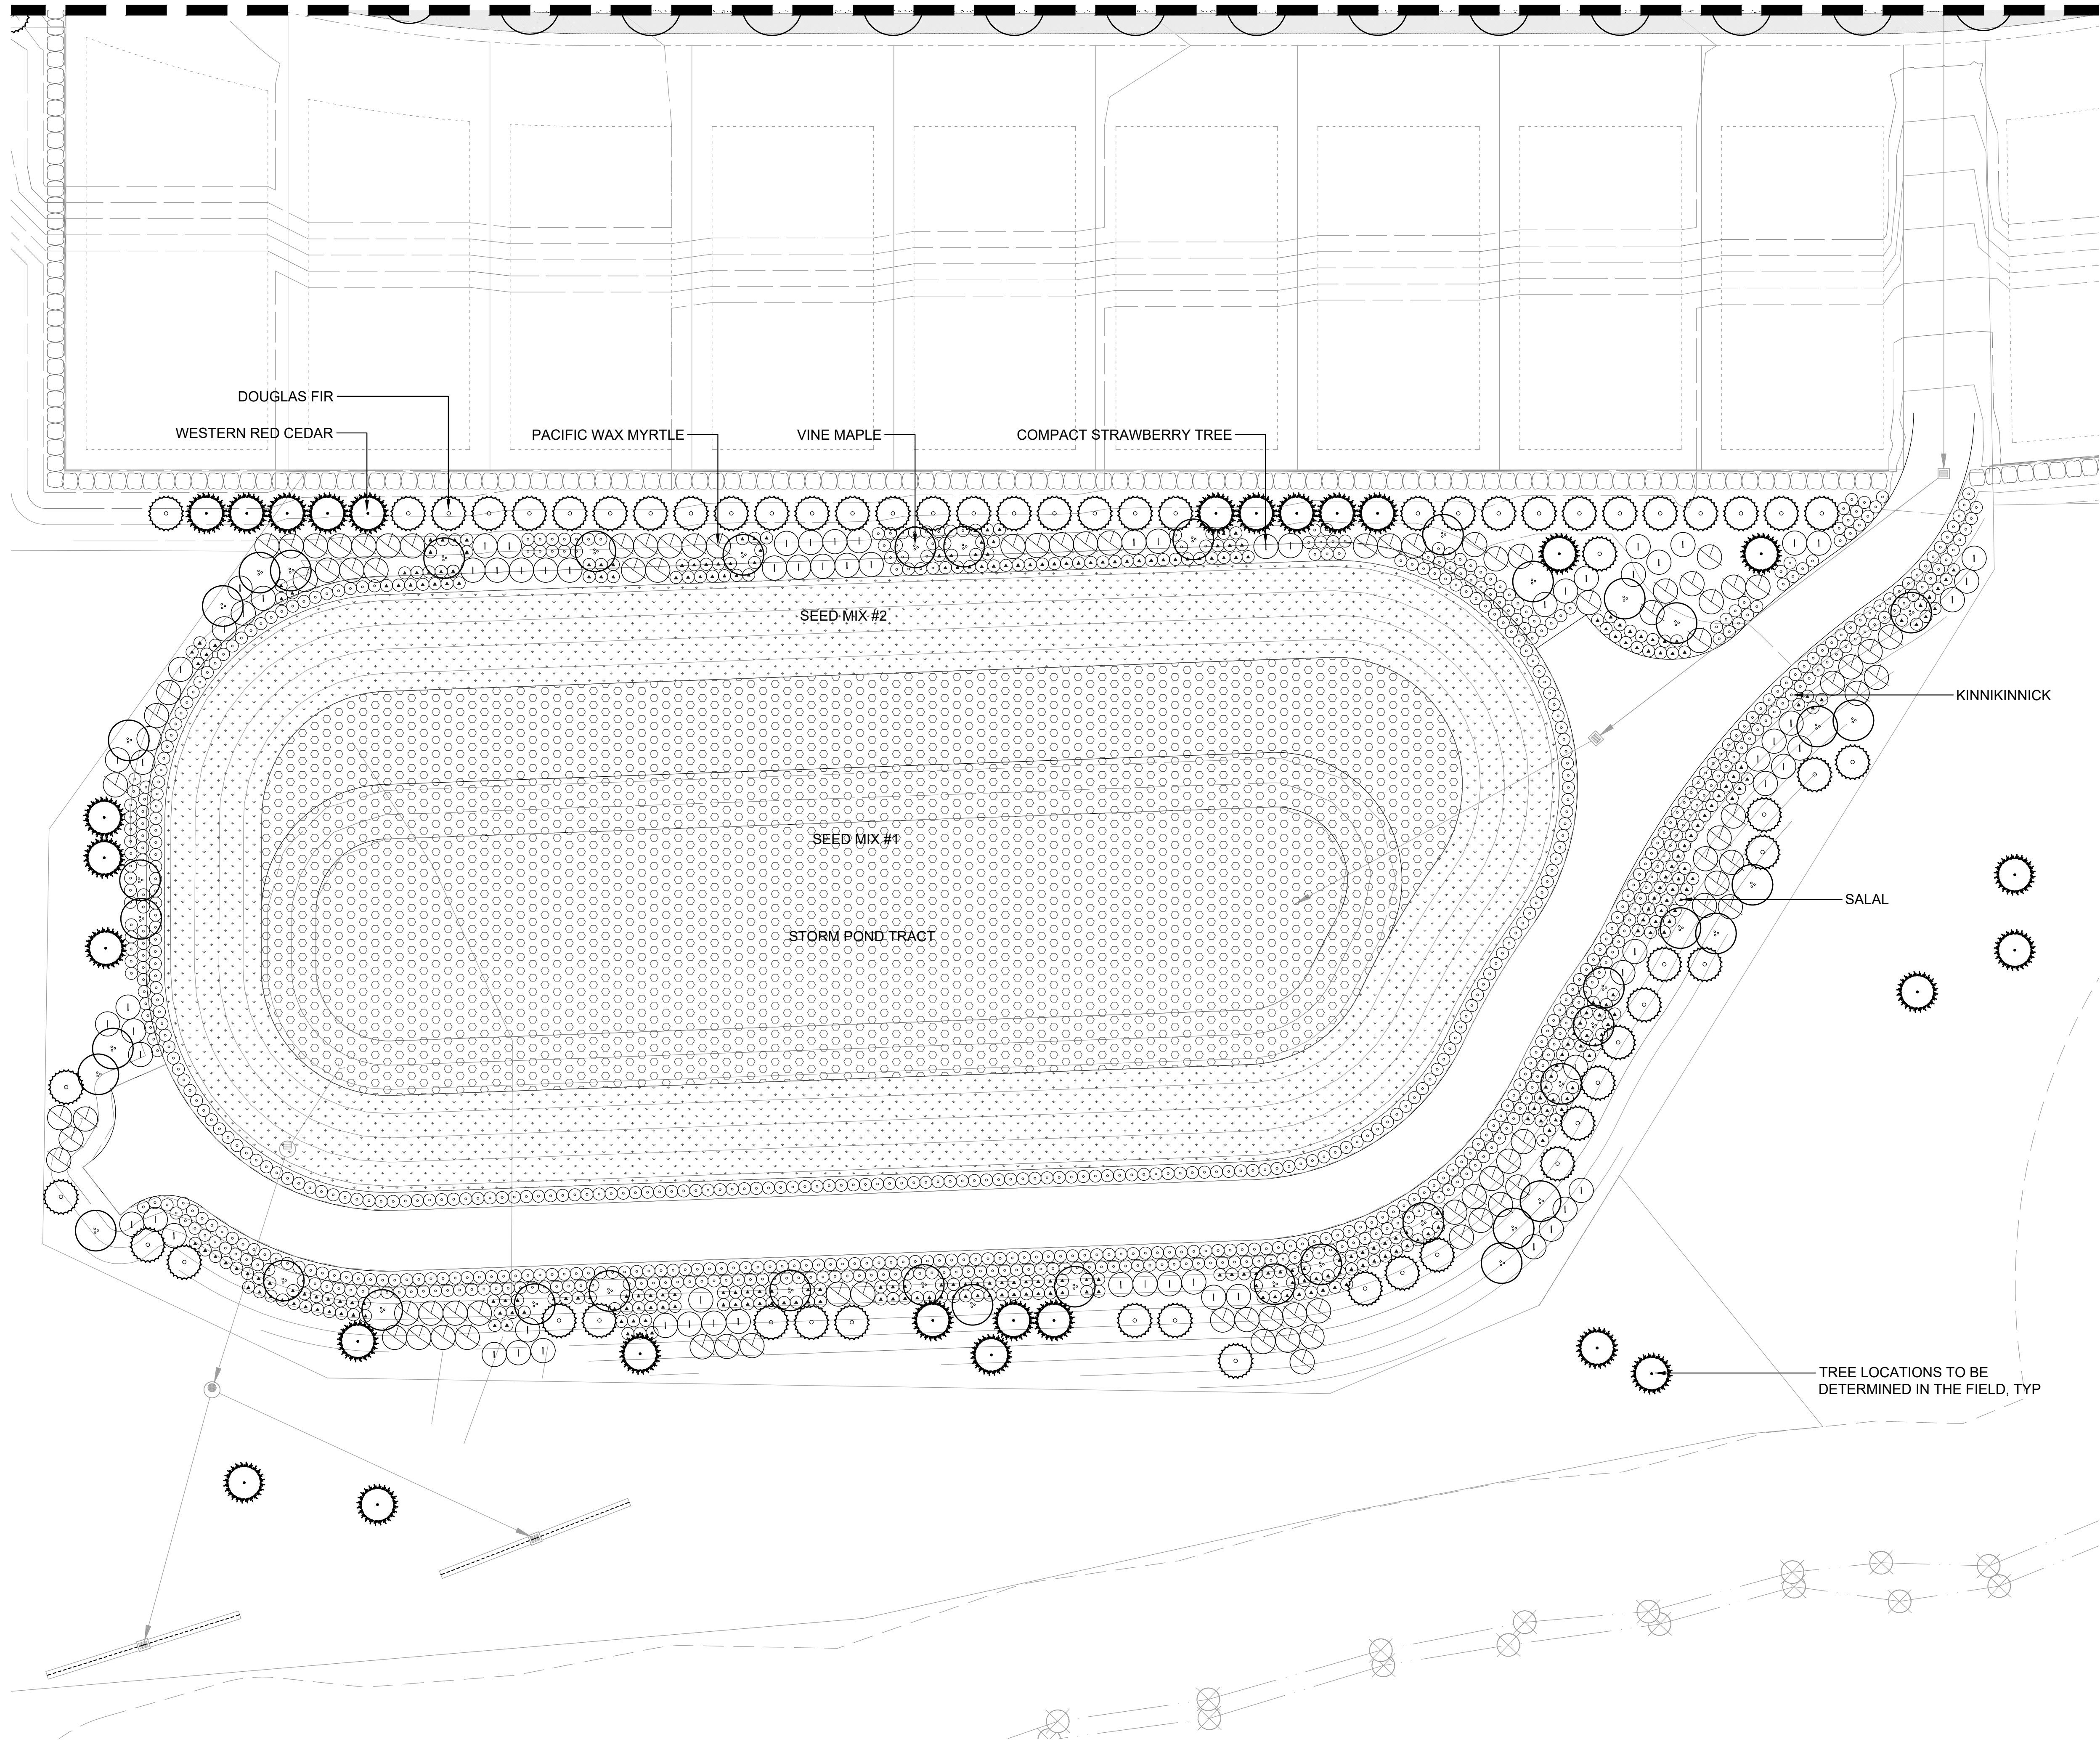 DOUGLAS FIR
WESTERN RED CEDAR
PACIFIC WAX MYRTLE
VINE MAPLE
COMPACT STRAWBERRY TREE
SEED MIX #2
KINNIKINNICK
SEED MIX #1
SALAL
STORM POND TRACT
TREE LOCATIONS TO BE
DETERMINED IN THE FIELD, TYP